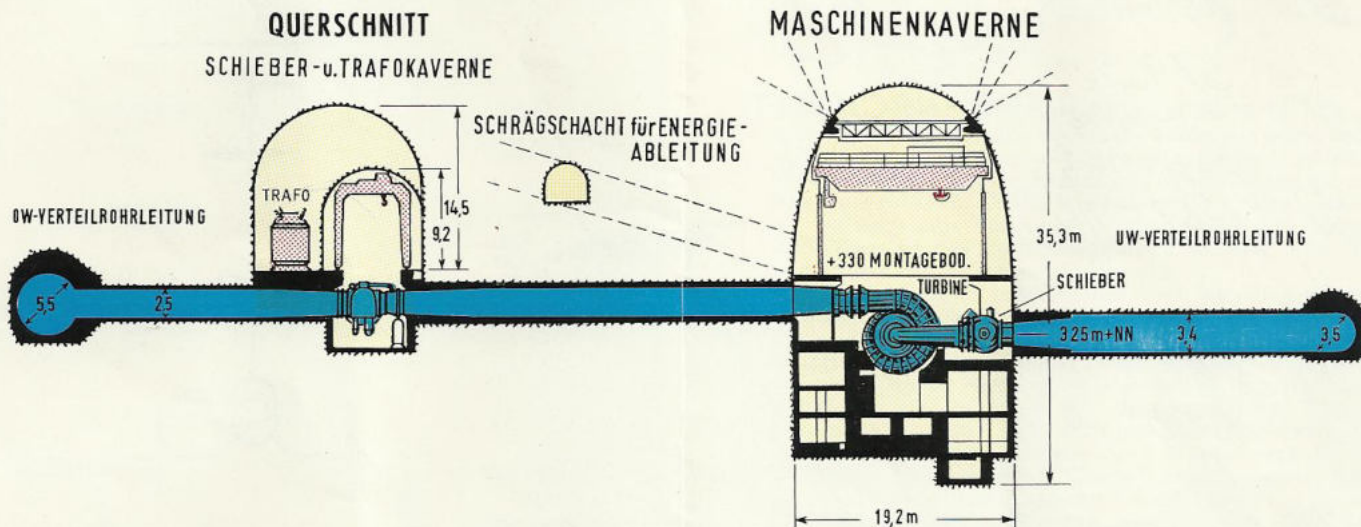 QUERSCHNITT
SCHIEBER-u.TRAFOKAVERNE
MASCHINENKAVERNE
SCHRÄGSCHACHT für ENERGIE-
ABLEITUNG
TRAFO
14,5
9,2
OW-VERTEILROHRLEITUNG
5,5
2,5
+330 MONTAGEBOD.
TURBINE
35,3m
UW-VERTEILROHRLEITUNG
SCHIEBER
325m+NN
3,4
3,5
19,2m